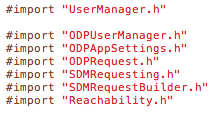 #import "UserManager.h"

#import "ODPUserManager.h"
#import "ODPAppSettings.h"
#import "ODPRequest.h"
#import "SDMRequesting.h"
#import "SDMRequestBuilder.h"
#import "Reachability.h"